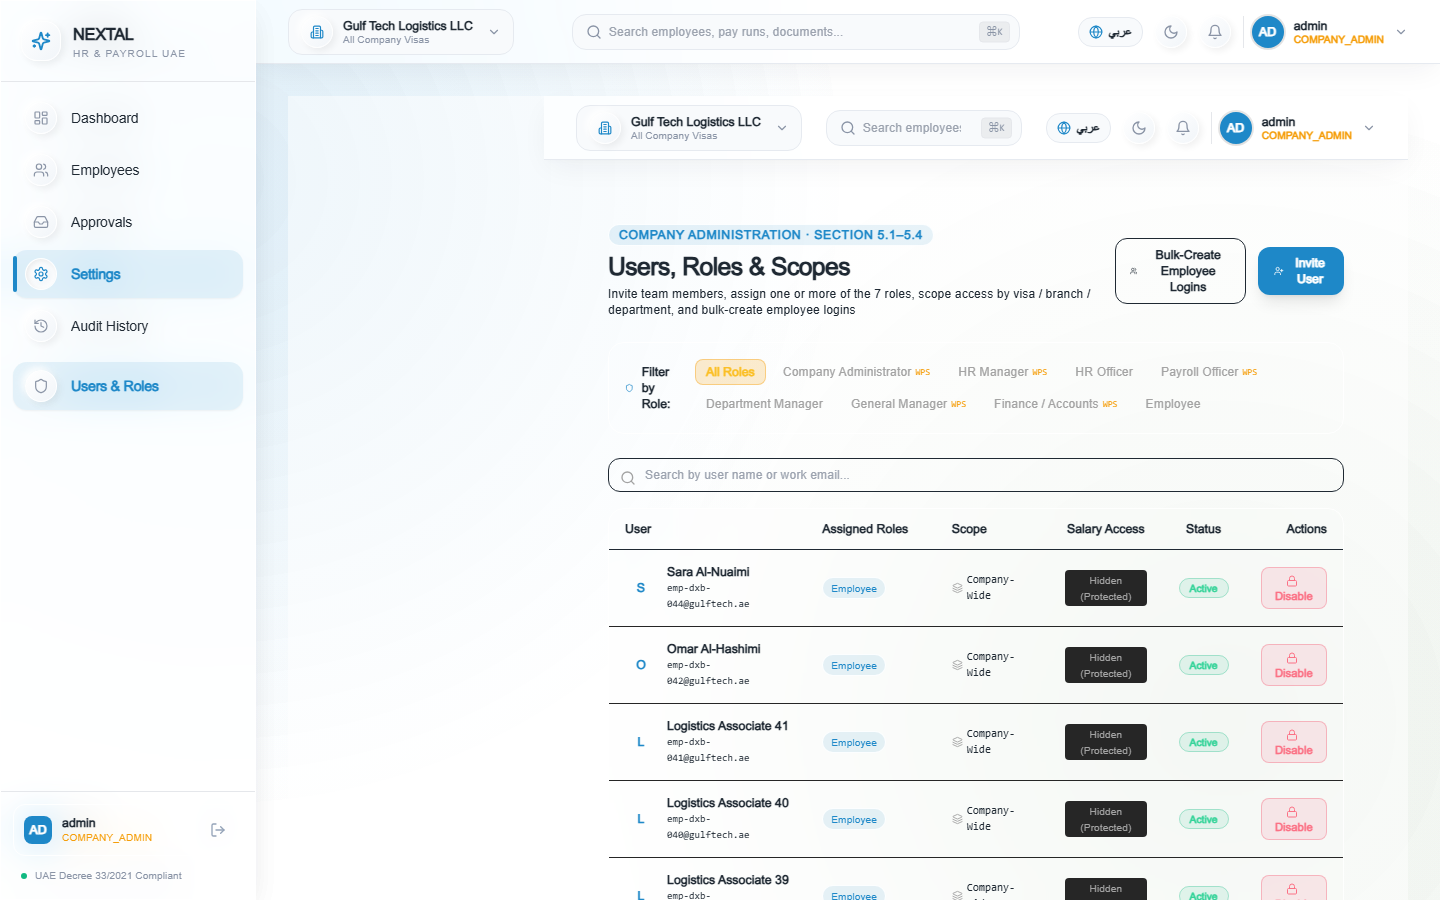 NEXTAL
HR & PAYROLL UAE
Dashboard
Employees
Approvals
Settings
Audit History
Users & Roles
AD
admin
COMPANY_ADMIN
UAE Decree 33/2021 Compliant
Gulf Tech Logistics LLC
All Company Visas
Search employees, pay runs, documents...
⌘K
عربي
AD
admin
COMPANY_ADMIN
Gulf Tech Logistics LLC
All Company Visas
Search employees
⌘K
عربي
AD
admin
COMPANY_ADMIN
COMPANY ADMINISTRATION · SECTION 5.1–5.4
Users, Roles & Scopes
Invite team members, assign one or more of the 7 roles, scope access by visa / branch /
department, and bulk-create employee logins
Bulk-Create
Employee
Logins
Invite
User
Filter
by
Role:
All Roles
Company Administrator WPS
HR Manager WPS
HR Officer
Payroll Officer WPS
Department Manager
General Manager WPS
Finance / Accounts WPS
Employee
Search by user name or work email...
User Assigned Roles Scope Salary Access Status Actions
S
Sara Al-Nuaimi
emp-dxb-
044@gulftech.ae
Employee
Company-
Wide
Hidden
(Protected)
Active
Disable
O
Omar Al-Hashimi
emp-dxb-
042@gulftech.ae
Employee
Company-
Wide
Hidden
(Protected)
Active
Disable
L
Logistics Associate 41
emp-dxb-
041@gulftech.ae
Employee
Company-
Wide
Hidden
(Protected)
Active
Disable
L
Logistics Associate 40
emp-dxb-
040@gulftech.ae
Employee
Company-
Wide
Hidden
(Protected)
Active
Disable
L
Logistics Associate 39
emp-dxb-
Employee
Company-
Hidden
Active
Disable